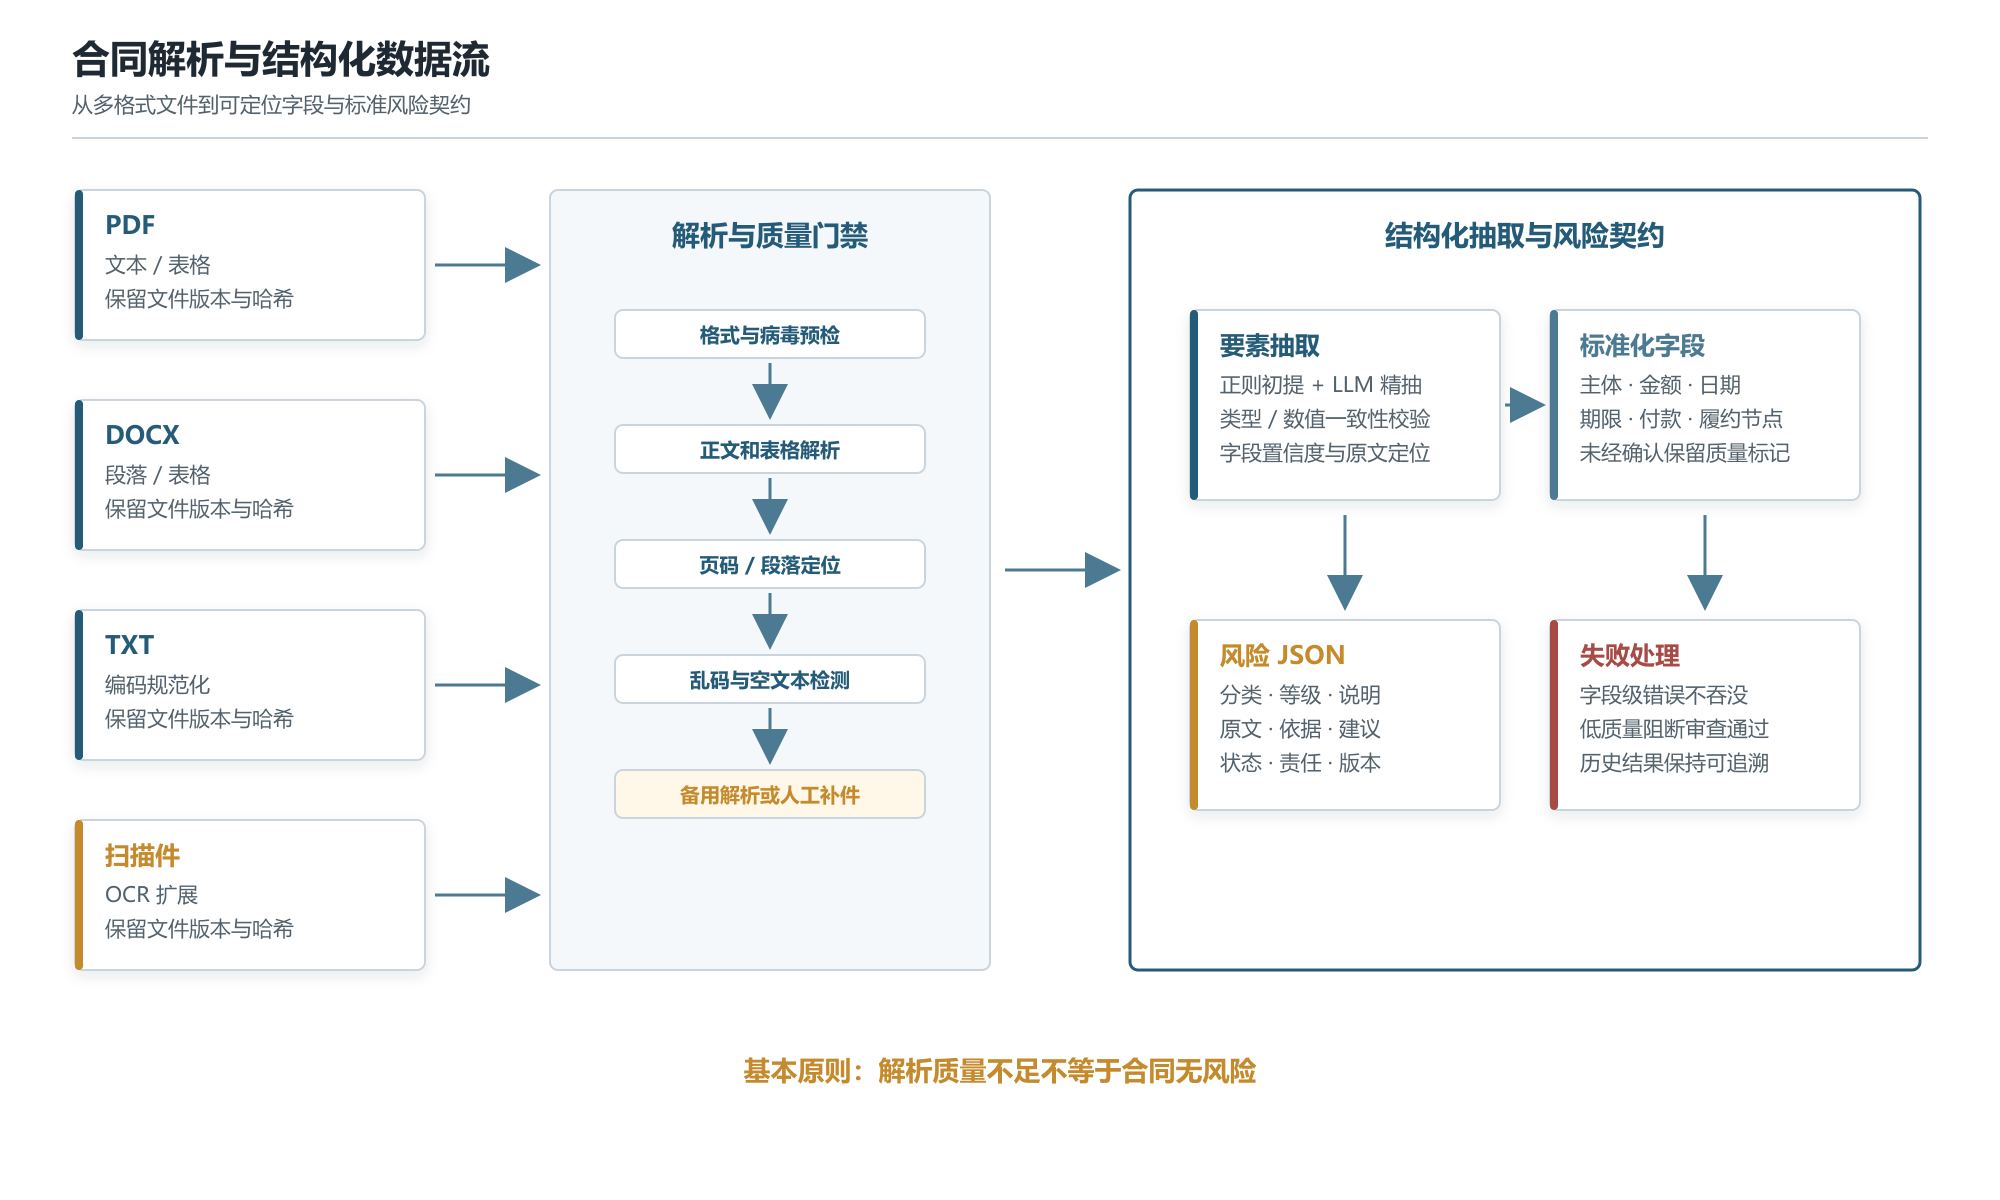 合同解析与结构化数据流
从多格式文件到可定位字段与标准风险契约
PDF
文本 / 表格
保留文件版本与哈希
DOCX
段落 / 表格
保留文件版本与哈希
TXT
编码规范化
保留文件版本与哈希
扫描件
OCR 扩展
保留文件版本与哈希
解析与质量门禁
格式与病毒预检
正文和表格解析
页码 / 段落定位
乱码与空文本检测
备用解析或人工补件
结构化抽取与风险契约
要素抽取
正则初提 + LLM 精抽
类型 / 数值一致性校验
字段置信度与原文定位
标准化字段
主体 · 金额 · 日期
期限 · 付款 · 履约节点
未经确认保留质量标记
风险 JSON
分类 · 等级 · 说明
原文 · 依据 · 建议
状态 · 责任 · 版本
失败处理
字段级错误不吞没
低质量阻断审查通过
历史结果保持可追溯
基本原则：解析质量不足不等于合同无风险